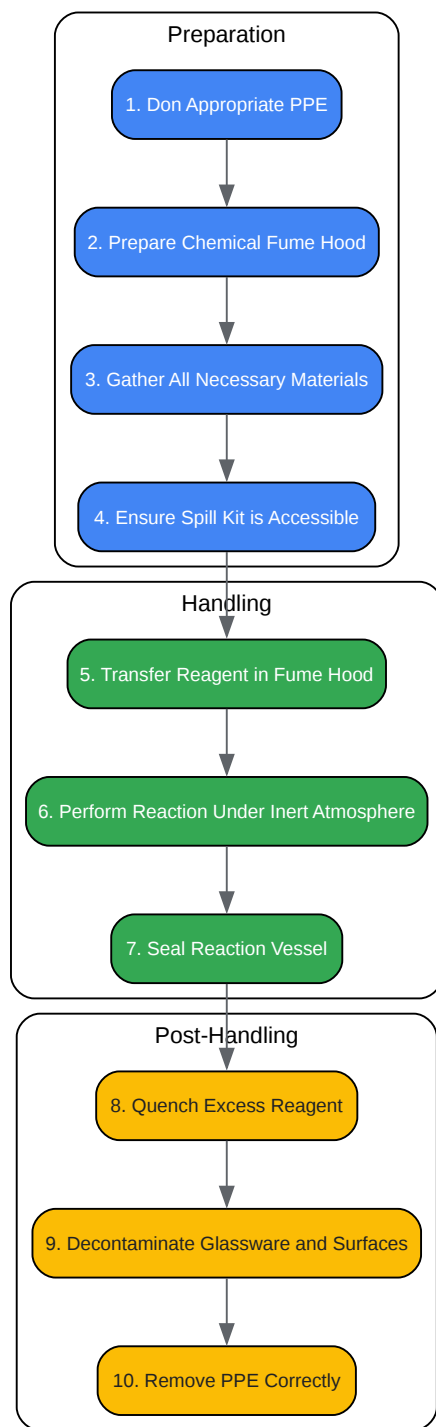 Preparation
1. Don Appropriate PPE
2. Prepare Chemical Fume Hood
3. Gather All Necessary Materials
4. Ensure Spill Kit is Accessible
Handling
5. Transfer Reagent in Fume Hood
6. Perform Reaction Under Inert Atmosphere
7. Seal Reaction Vessel
Post-Handling
8. Quench Excess Reagent
9. Decontaminate Glassware and Surfaces
10. Remove PPE Correctly